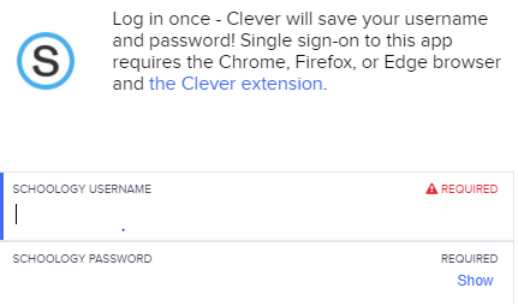 Log in once - Clever will save your username
and password! Single sign-on to this app
requires the Chrome, Firefox, or Edge browser
and the Clever extension.
S
SCHOOLOGY USERNAME REQUIRED
SCHOOLOGY PASSWORD REQUIRED
Show